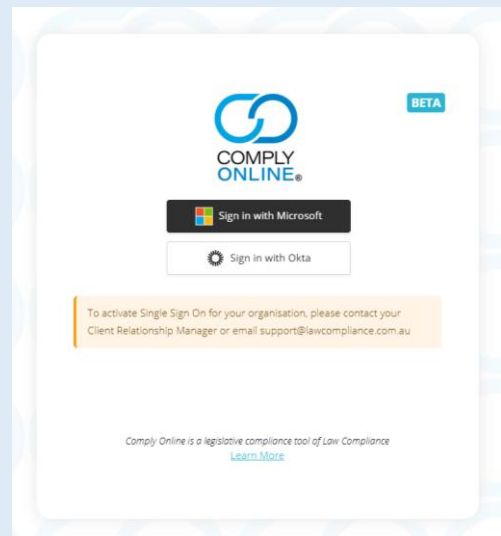 BETA
COMPLY
ONLINE®
Sign in with Microsoft
Sign in with Okta
To activate Single Sign On for your organisation, please contact your
Client Relationship Manager or email support@lawcompliance.com.au
Comply Online is a legislative compliance tool of Law Compliance
Learn More